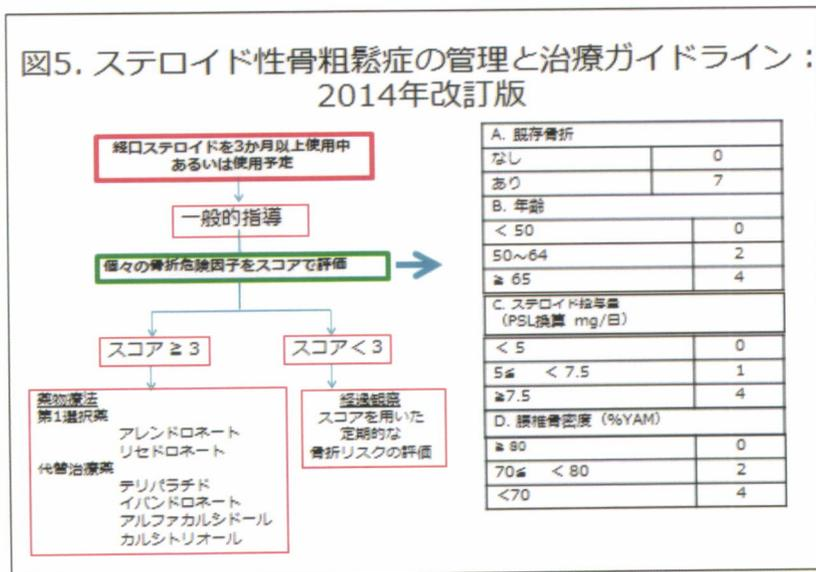 図5. ステロイド性骨粗鬆症の管理と治療ガイドライン：
2014年改訂版
経口ステロイドを3か月以上使用中
あるいは使用予定
一般的指導
個々の骨折危険因子をスコアで評価
スコア ≧ 3
スコア < 3
薬物療法
第1選択薬
アレンドロネート
リセドロネート
代替治療薬
テリパラチド
イバンドロネート
アルファカルシドール
カルシトリオール
経過観察
スコアを用いた
定期的な
骨折リスクの評価
A. 既存骨折
なし 0
あり 7
B. 年齢
< 50 0
50～64 2
≧ 65 4
C. ステロイド投与量
（PSL換算 mg/日）
< 5 0
5≦ < 7.5 1
≧7.5 4
D. 腰椎骨密度（%YAM）
≧ 80 0
70≦ < 80 2
<70 4